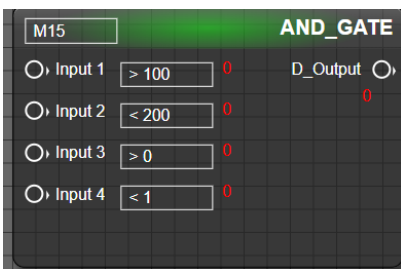 M15 AND_GATE
Input 1 > 100 0 D_Output
0
Input 2 < 200 0
Input 3 > 0 0
Input 4 < 1 0